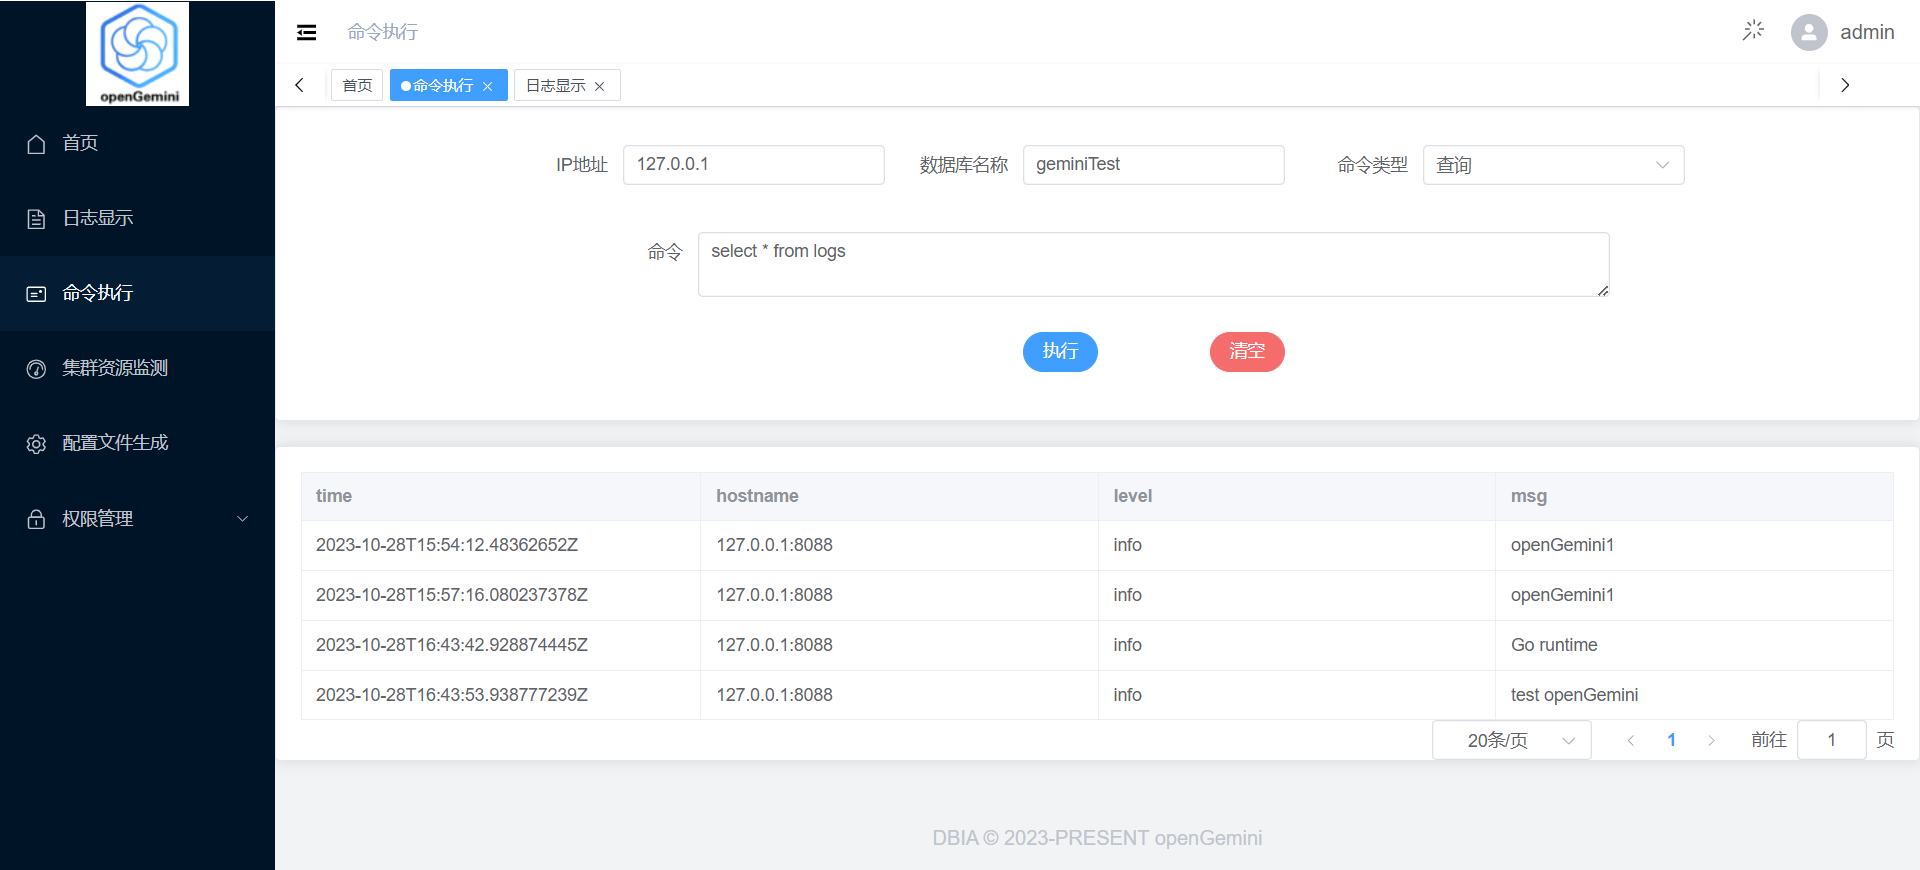 openGemini
首页
日志显示
命令执行
集群资源监测
配置文件生成
权限管理
命令执行
admin
首页 命令执行 日志显示
IP地址 127.0.0.1 数据库名称 geminiTest 命令类型 查询
命令 select * from logs
执行 清空
time hostname level msg
2023-10-28T15:54:12.48362652Z 127.0.0.1:8088 info openGemini1
2023-10-28T15:57:16.080237378Z 127.0.0.1:8088 info openGemini1
2023-10-28T16:43:42.928874445Z 127.0.0.1:8088 info Go runtime
2023-10-28T16:43:53.938777239Z 127.0.0.1:8088 info test openGemini
20条/页 1 前往 1 页
DBIA © 2023-PRESENT openGemini